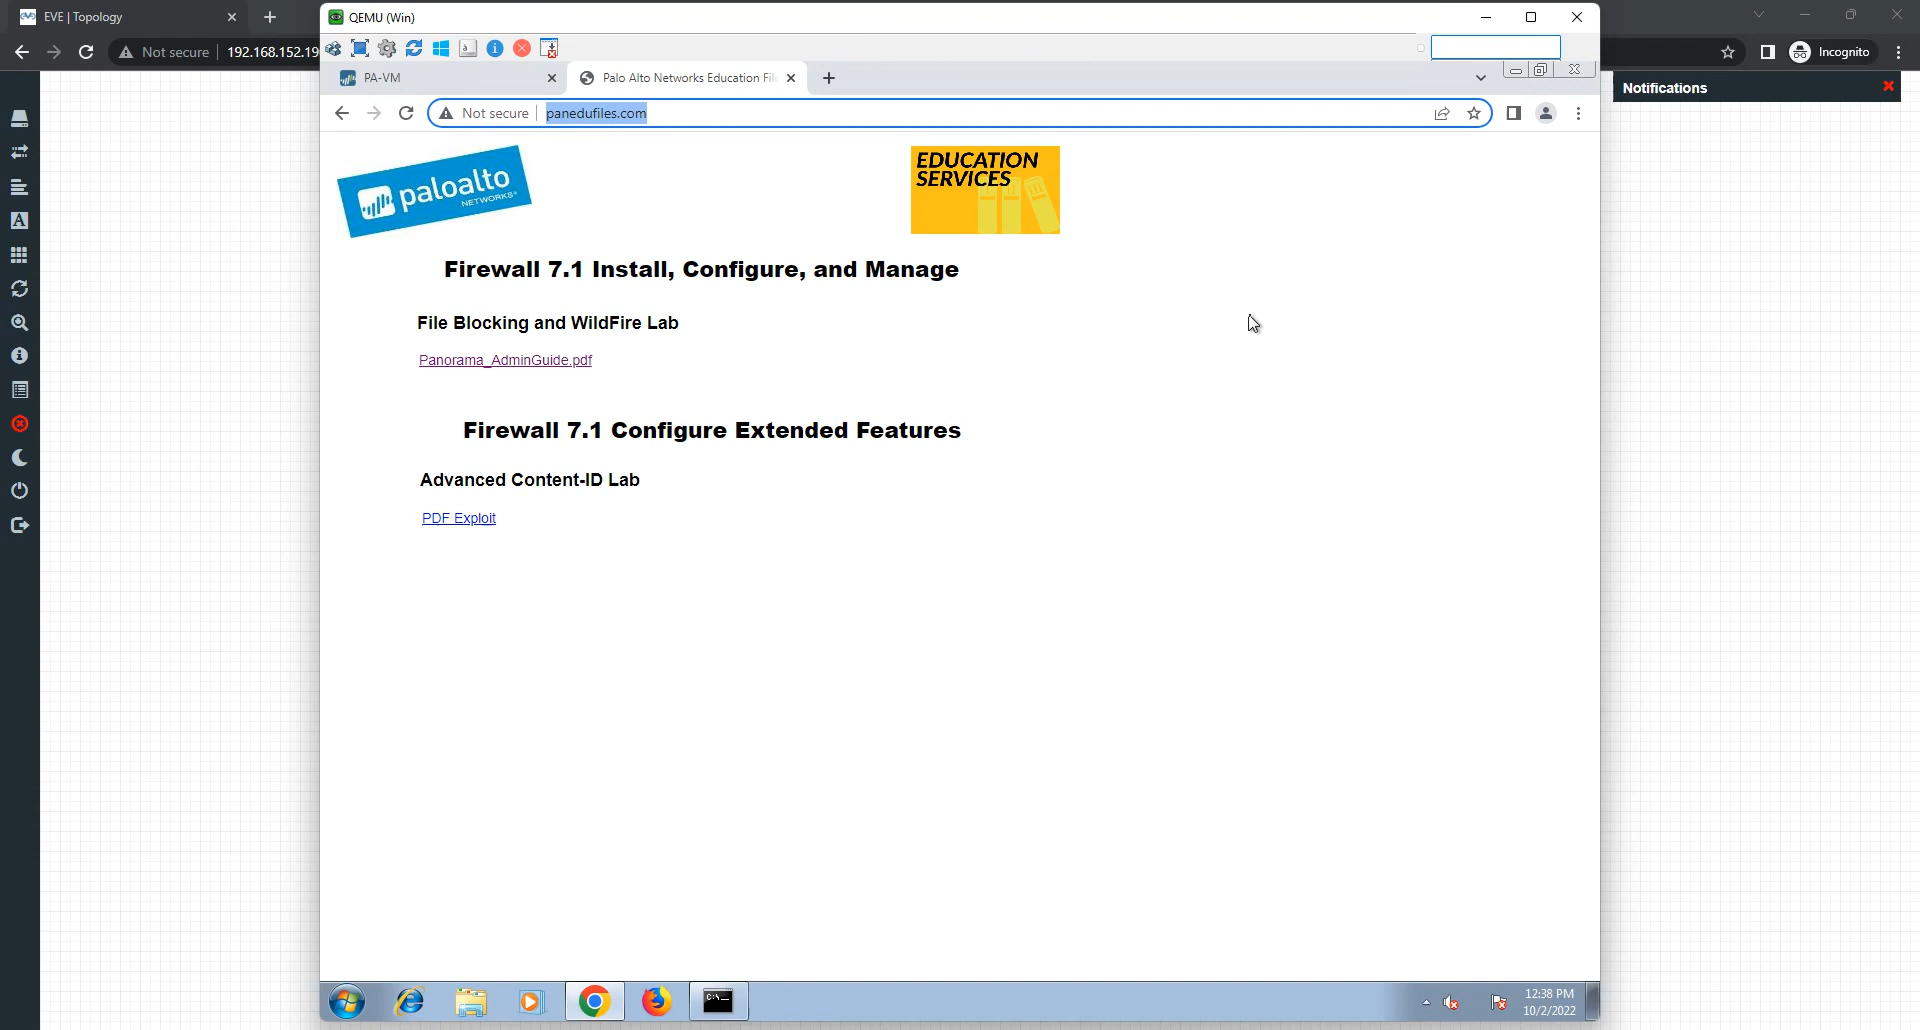 EVE | Topology
QEMU (Win)
Not secure
192.168.152.19
Incognito
PA-VM
Palo Alto Networks Education File
Notifications
Not secure
panedufiles.com
paloalto
NETWORKS
EDUCATION
SERVICES
Firewall 7.1 Install, Configure, and Manage
File Blocking and WildFire Lab
Panorama_AdminGuide.pdf
Firewall 7.1 Configure Extended Features
Advanced Content-ID Lab
PDF Exploit
12:38 PM
10/2/2022